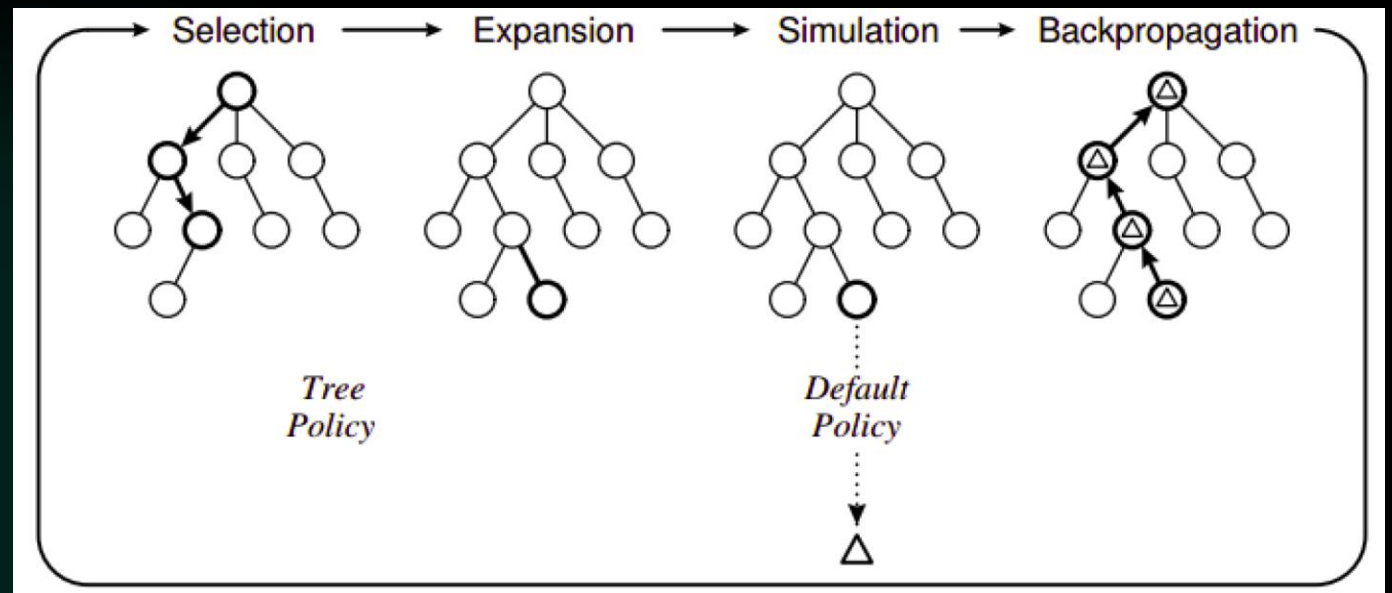 Selection Expansion Simulation Backpropagation
Tree
Policy
Default
Policy